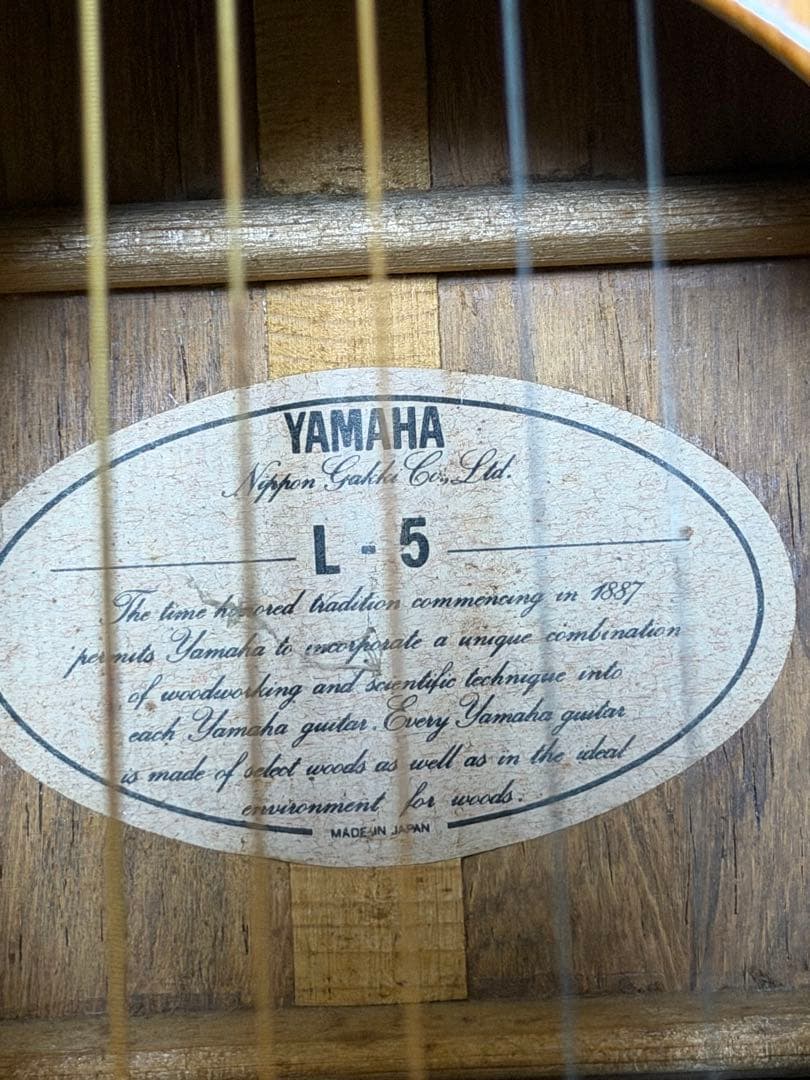 YAMAHA
Nippon Gakki Co., Ltd.
L - 5
The time honored tradition commencing in 1887
permits Yamaha to incorporate a unique combination
of woodworking and scientific technique into
each Yamaha guitar. Every Yamaha guitar
is made of select woods as well as in the ideal
environment for woods.
MADE IN JAPAN